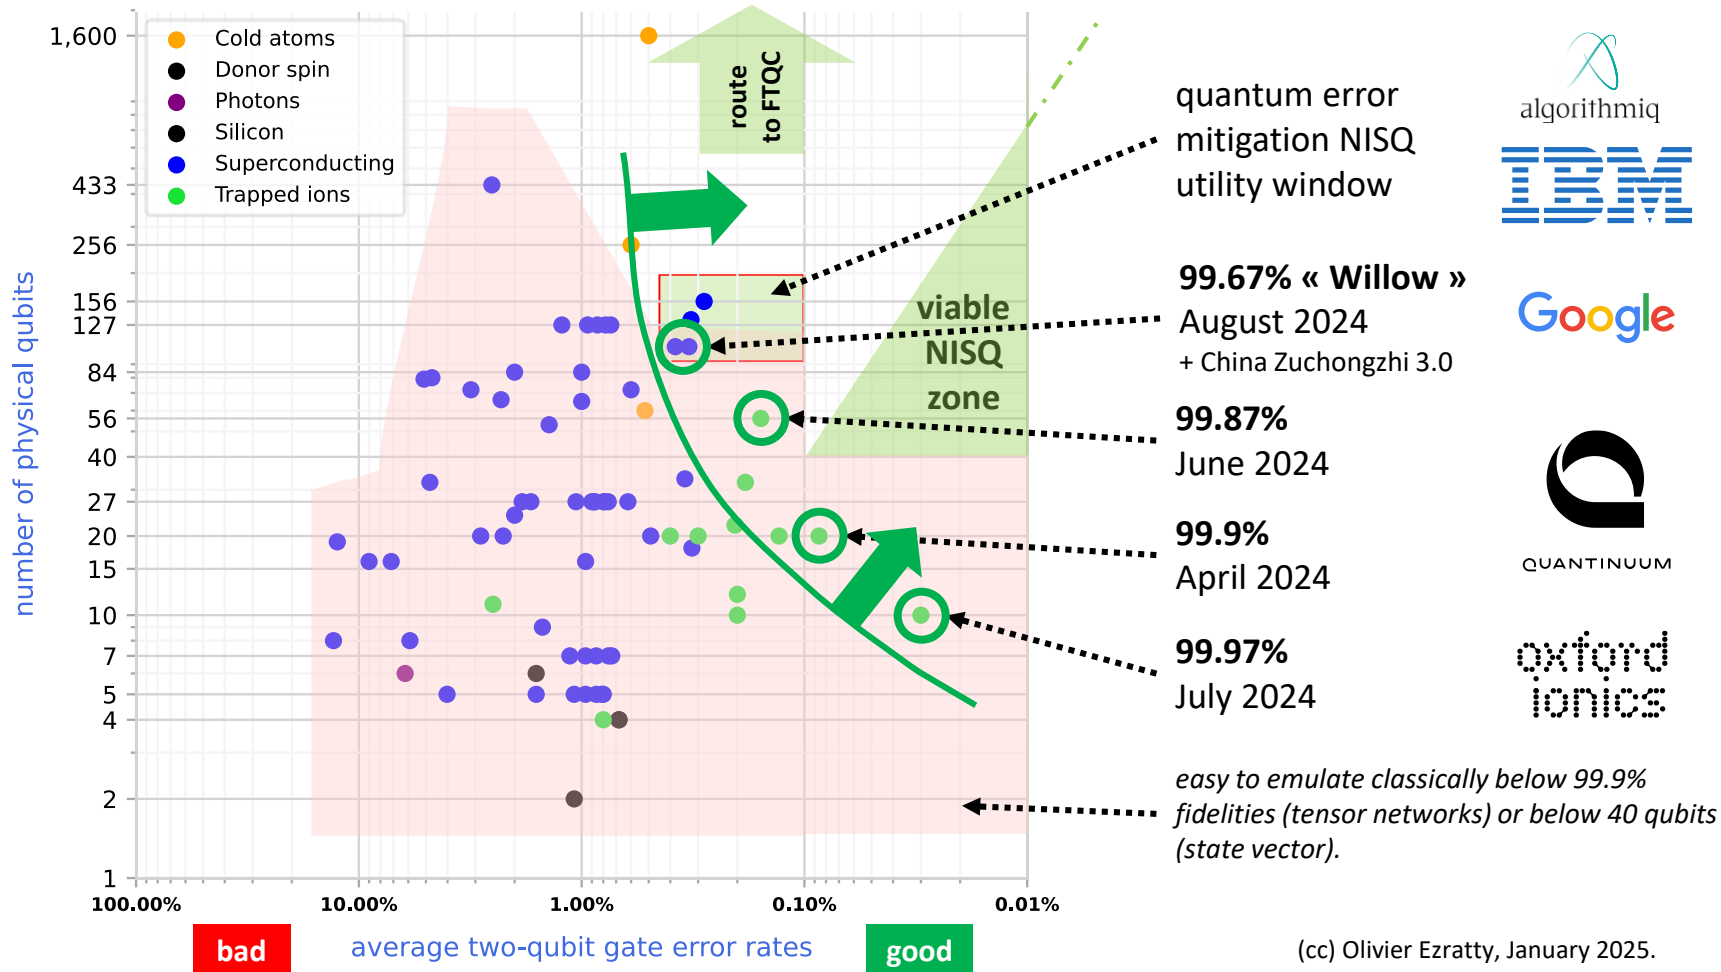 1,600
433
256
156
127
84
56
40
27
20
15
10
7
5
4
2
1
number of physical qubits
Cold atoms
Donor spin
Photons
Silicon
Superconducting
Trapped ions
route
to FTQC
viable
NISQ
zone
quantum error
mitigation NISQ
utility window
algorithmiq
IBM
99.67% « Willow »
August 2024
+ China Zuchongzhi 3.0
Google
99.87%
June 2024
99.9%
April 2024
QUANTINUUM
99.97%
July 2024
oxford
ionics
easy to emulate classically below 99.9%
fidelities (tensor networks) or below 40 qubits
(state vector).
100.00%
10.00%
1.00%
0.10%
0.01%
bad
average two-qubit gate error rates
good
(cc) Olivier Ezratty, January 2025.